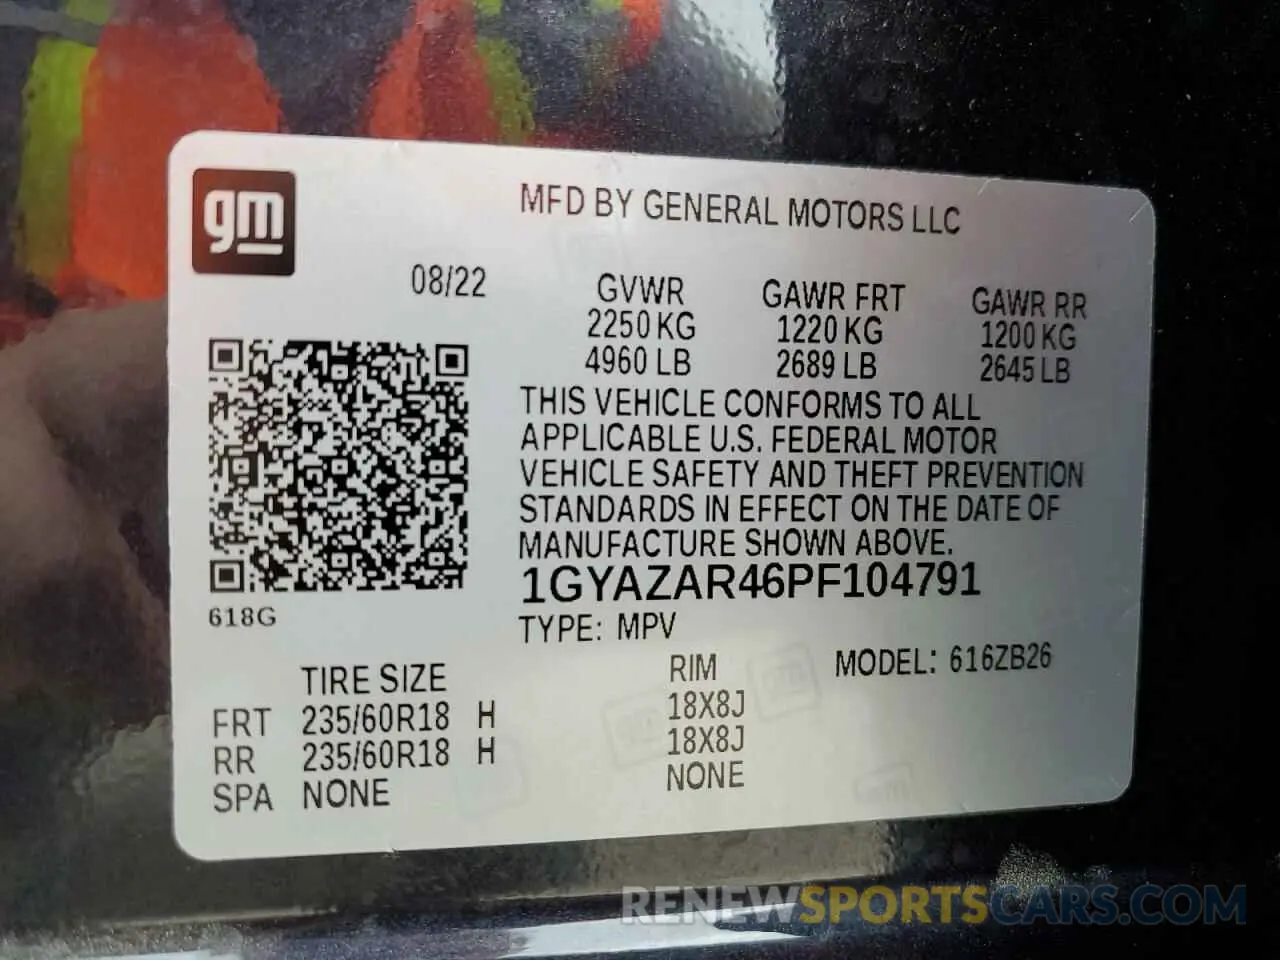 gm
MFD BY GENERAL MOTORS LLC
08/22
GVWR GAWR FRT GAWR RR
2250 KG 1220 KG 1200 KG
4960 LB 2689 LB 2645 LB
THIS VEHICLE CONFORMS TO ALL
APPLICABLE U.S. FEDERAL MOTOR
VEHICLE SAFETY AND THEFT PREVENTION
STANDARDS IN EFFECT ON THE DATE OF
MANUFACTURE SHOWN ABOVE.
1GYAZAR46PF104791
618G
TYPE: MPV
MODEL: 616ZB26
TIRE SIZE RIM
FRT 235/60R18 H 18X8J
RR 235/60R18 H 18X8J
SPA NONE NONE
RENEWSPORTSCARS.COM